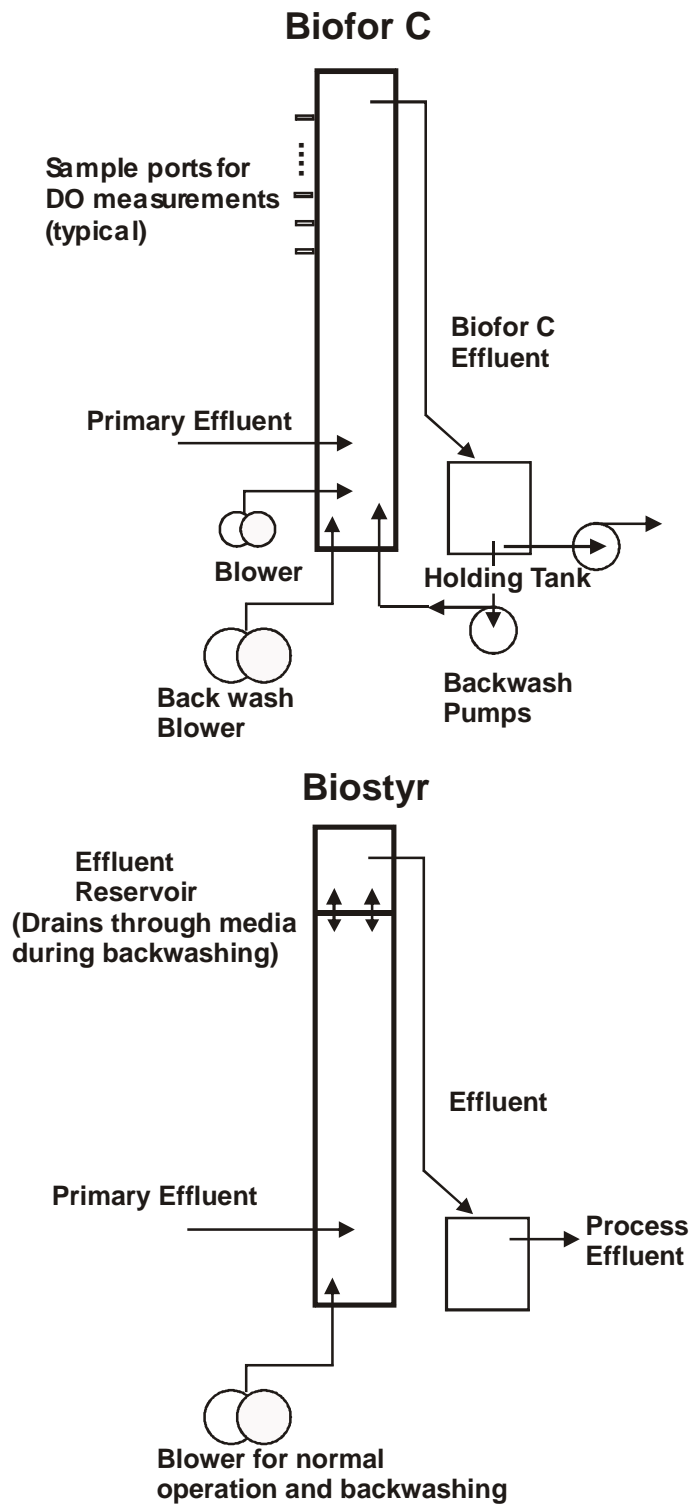 Biofor C
Sample ports for
DO measurements
(typical)
Biofor C
Effluent
Primary Effluent
Blower
Holding Tank
Back wash
Blower
Backwash
Pumps
Biostyr
Effluent
Reservoir
(Drains through media
during backwashing)
Effluent
Primary Effluent
Process
Effluent
Blower for normal
operation and backwashing